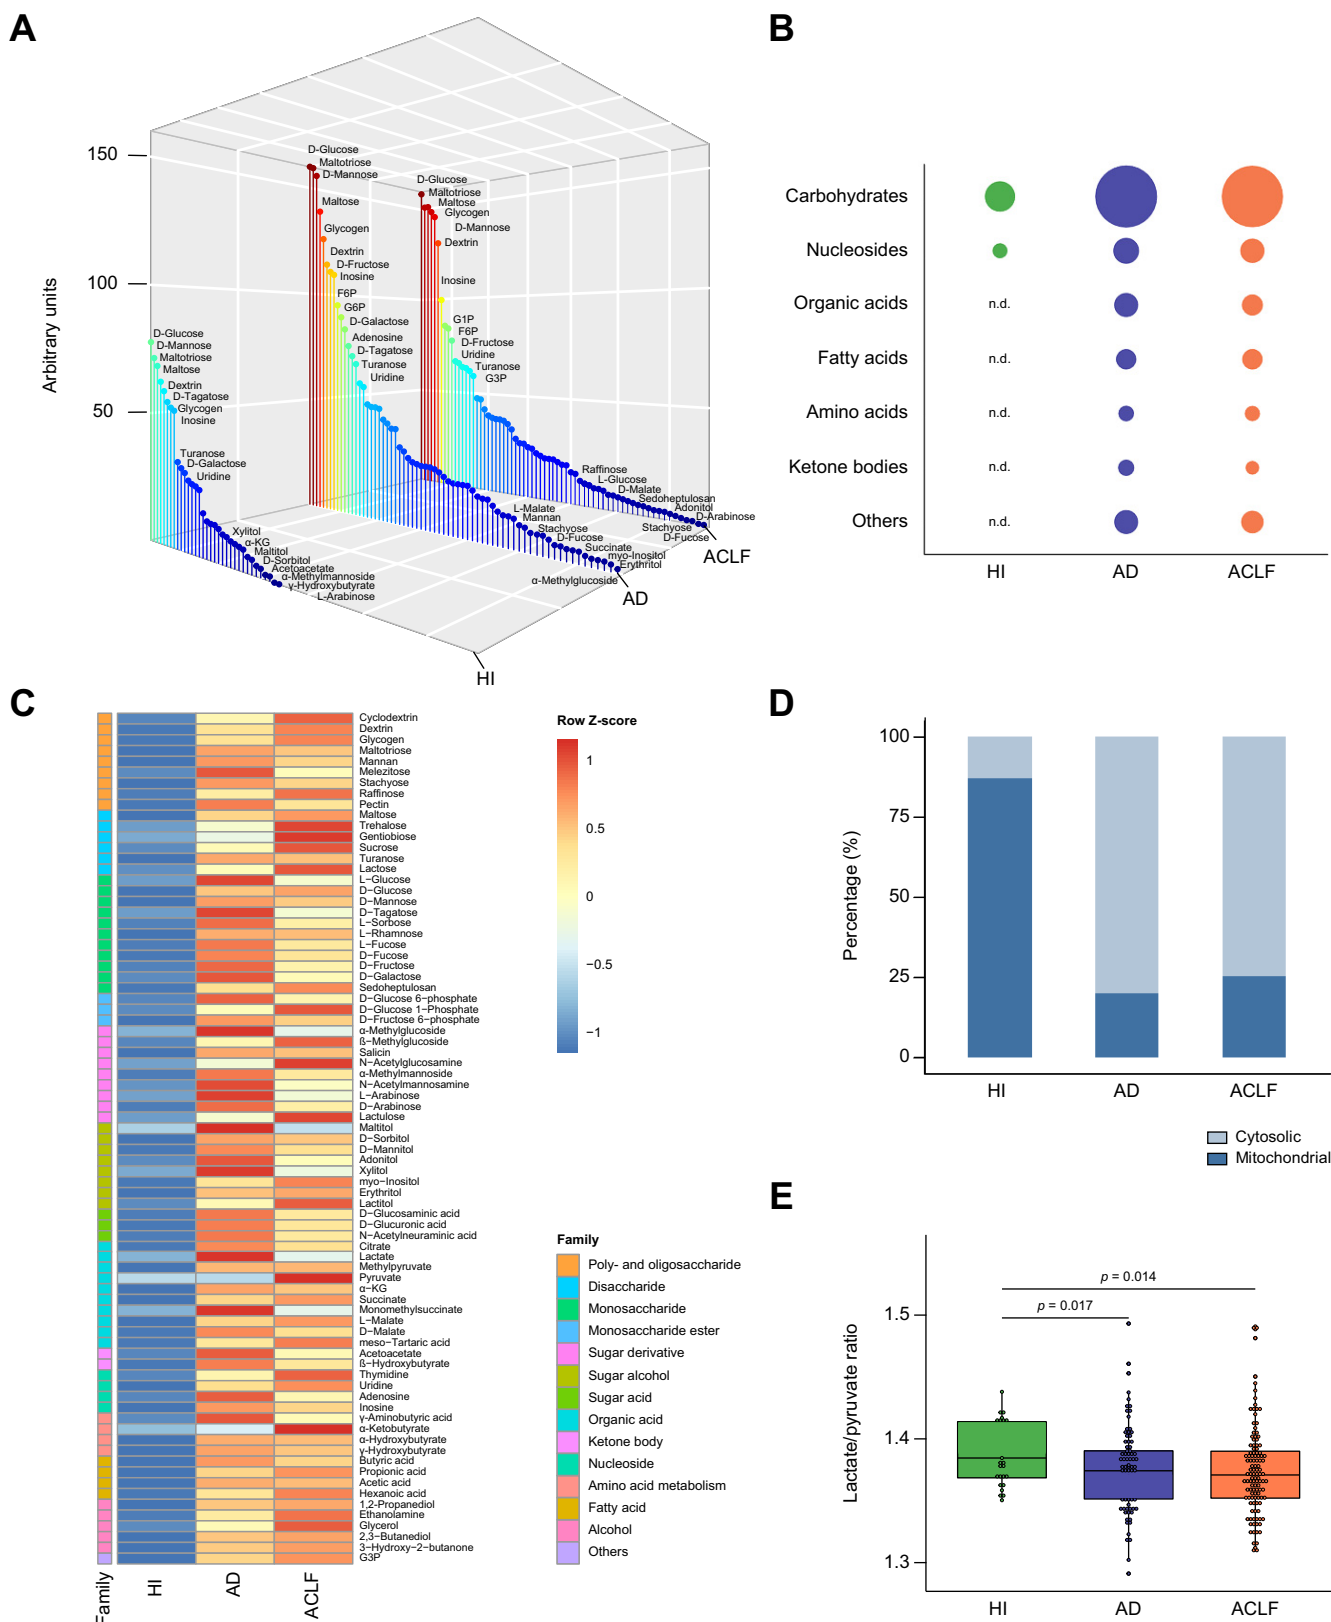 A
150
100
50
Arbitrary units
D-Glucose
Maltotriose
D-Mannose
Maltose
Glycogen
Dextrin
D-Fructose
Inosine
F6P
G6P
D-Galactose
Adenosine
D-Tagatose
Turanose
Uridine
L-Malate
Mannan
Stachyose
D-Fucose
Succinate
myo-Inositol
Erythritol
α-Methylglucoside
AD
D-Glucose
Maltotriose
Maltose
Glycogen
D-Mannose
Dextrin
Inosine
G1P
F6P
D-Fructose
Uridine
Turanose
G3P
Raffinose
L-Glucose
D-Malate
Sedoheptulosan
Adonitol
D-Arabinose
Stachyose
D-Fucose
ACLF
D-Glucose
D-Mannose
Maltotriose
Maltose
Dextrin
D-Tagatose
Glycogen
Inosine
Turanose
D-Galactose
Uridine
Xylitol
α-KG
Maltitol
D-Sorbitol
Acetoacetate
α-Methylmannoside
γ-Hydroxybutyrate
L-Arabinose
HI
B
Carbohydrates
Nucleosides
Organic acids n.d.
Fatty acids n.d.
Amino acids n.d.
Ketone bodies n.d.
Others n.d.
HI AD ACLF
C
Cyclodextrin
Dextrin
Glycogen
Maltotriose
Mannan
Melezitose
Stachyose
Raffinose
Pectin
Maltose
Trehalose
Gentiobiose
Sucrose
Turanose
Lactose
L−Glucose
D−Glucose
D−Mannose
D−Tagatose
L−Sorbose
L−Rhamnose
L−Fucose
D−Fucose
D−Fructose
D−Galactose
Sedoheptulosan
D−Glucose 6−phosphate
D−Glucose 1−Phosphate
D−Fructose 6−phosphate
α−Methylglucoside
ß−Methylglucoside
Salicin
N−Acetylglucosamine
α−Methylmannoside
N−Acetylmannosamine
L−Arabinose
D−Arabinose
Lactulose
Maltitol
D−Sorbitol
D−Mannitol
Adonitol
Xylitol
myo−Inositol
Erythritol
Lactitol
D−Glucosaminic acid
D−Glucuronic acid
N−Acetylneuraminic acid
Citrate
Lactate
Methylpyruvate
Pyruvate
α−KG
Succinate
Monomethylsuccinate
L−Malate
D−Malate
meso−Tartaric acid
Acetoacetate
ß−Hydroxybutyrate
Thymidine
Uridine
Adenosine
Inosine
γ−Aminobutyric acid
α−Ketobutyrate
α−Hydroxybutyrate
γ−Hydroxybutyrate
Butyric acid
Propionic acid
Acetic acid
Hexanoic acid
1,2−Propanediol
Ethanolamine
Glycerol
2,3−Butanediol
3−Hydroxy−2−butanone
G3P
Family HI AD ACLF
Row Z-score
1
0.5
0
−0.5
−1
Family
Poly- and oligosaccharide
Disaccharide
Monosaccharide
Monosaccharide ester
Sugar derivative
Sugar alcohol
Sugar acid
Organic acid
Ketone body
Nucleoside
Amino acid metabolism
Fatty acid
Alcohol
Others
D
100
75
50
25
0
Percentage (%)
HI AD ACLF
Cytosolic
Mitochondrial
E
1.5
1.4
1.3
Lactate/pyruvate ratio
p = 0.014
p = 0.017
HI AD ACLF